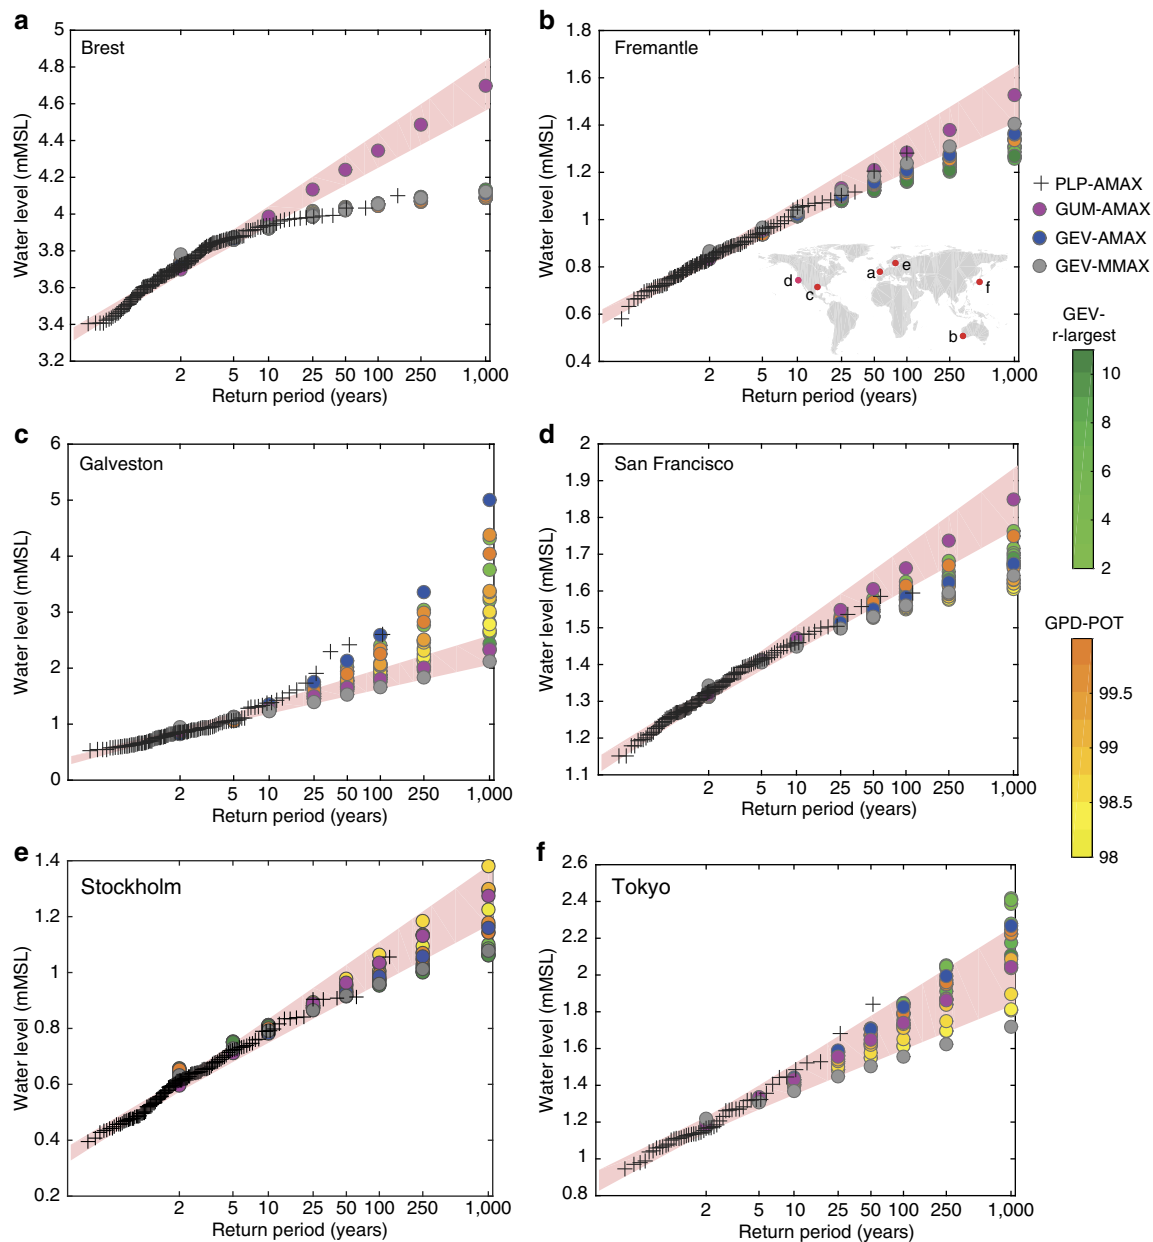 a
Brest
Water level (mMSL)
5
4.8
4.6
4.4
4.2
4
3.8
3.6
3.4
3.2
2 5 10 25 50 100 250 1,000
Return period (years)
b
Fremantle
Water level (mMSL)
1.8
1.6
1.4
1.2
1
0.8
0.6
0.4
a
e
d
c
f
b
2 5 10 25 50 100 250 1,000
Return period (years)
PLP-AMAX
GUM-AMAX
GEV-AMAX
GEV-MMAX
GEV-
r-largest
10
8
6
4
2
GPD-POT
99.5
99
98.5
98
c
Galveston
Water level (mMSL)
6
5
4
3
2
1
0
2 5 10 25 50 100 250 1,000
Return period (years)
d
San Francisco
Water level (mMSL)
2
1.9
1.8
1.7
1.6
1.5
1.4
1.3
1.2
1.1
2 5 10 25 50 100 250 1,000
Return period (years)
e
Stockholm
Water level (mMSL)
1.4
1.2
1
0.8
0.6
0.4
0.2
2 5 10 25 50 100 250 1,000
Return period (years)
f
Tokyo
Water level (mMSL)
2.6
2.4
2.2
2
1.8
1.6
1.4
1.2
1
0.8
2 5 10 25 50 100 250 1,000
Return period (years)